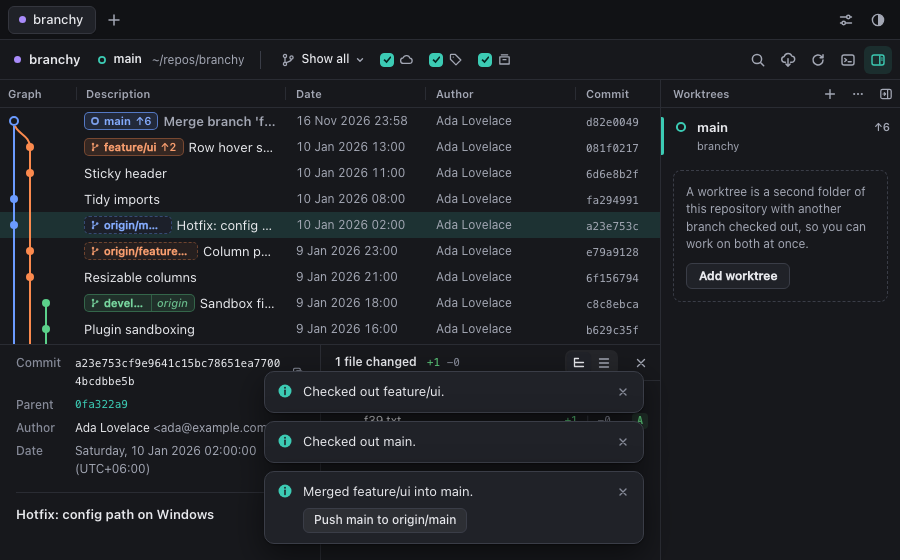 branchy
branchy main ~/repos/branchy Show all
Graph Description Date Author Commit
main ↑6 Merge branch 'f... 16 Nov 2026 23:58 Ada Lovelace d82e0049
feature/ui ↑2 Row hover s... 10 Jan 2026 13:00 Ada Lovelace 081f0217
Sticky header 10 Jan 2026 11:00 Ada Lovelace 6d6e8b2f
Tidy imports 10 Jan 2026 08:00 Ada Lovelace fa294991
origin/m... Hotfix: config ... 10 Jan 2026 02:00 Ada Lovelace a23e753c
origin/feature... Column p... 9 Jan 2026 23:00 Ada Lovelace e79a9128
Resizable columns 9 Jan 2026 21:00 Ada Lovelace 6f156794
devel... origin Sandbox fi... 9 Jan 2026 18:00 Ada Lovelace c8c8ebca
Plugin sandboxing 9 Jan 2026 16:00 Ada Lovelace b629c35f
Worktrees
main ↑6
branchy
A worktree is a second folder of
this repository with another
branch checked out, so you can
work on both at once.
Add worktree
Commit a23e753cf9e9641c15bc78651ea7700
4bcdbbe5b
Parent 0fa322a9
Author Ada Lovelace <ada@example.com
Date Saturday, 10 Jan 2026 02:00:00
(UTC+06:00)
Hotfix: config path on Windows
1 file changed +1 −0
f39.txt +1 −0 A
Checked out feature/ui.
Checked out main.
Merged feature/ui into main.
Push main to origin/main